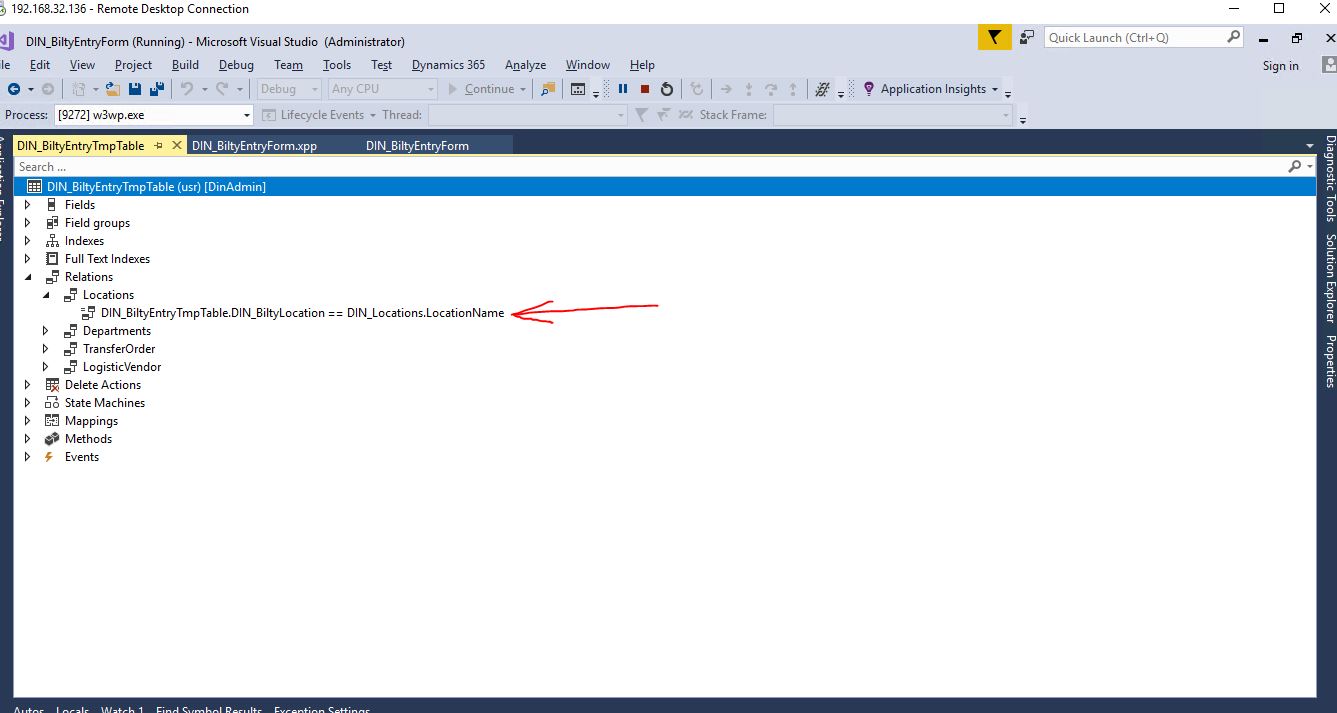 192.168.32.136 - Remote Desktop Connection
DIN_BiltyEntryForm (Running) - Microsoft Visual Studio (Administrator)
Quick Launch (Ctrl+Q)
ile Edit View Project Build Debug Team Tools Test Dynamics 365 Analyze Window Help
Sign in
Debug Any CPU Continue Application Insights
Process: [9272] w3wp.exe Lifecycle Events Thread: Stack Frame:
DIN_BiltyEntryTmpTable DIN_BiltyEntryForm.xpp DIN_BiltyEntryForm
Search ...
DIN_BiltyEntryTmpTable (usr) [DinAdmin]
Fields
Field groups
Indexes
Full Text Indexes
Relations
Locations
DIN_BiltyEntryTmpTable.DIN_BiltyLocation == DIN_Locations.LocationName
Departments
TransferOrder
LogisticVendor
Delete Actions
State Machines
Mappings
Methods
Events
Diagnostic Tools
Solution Explorer
Properties
Autos Locals Watch 1 Find Symbol Results Exception Settings